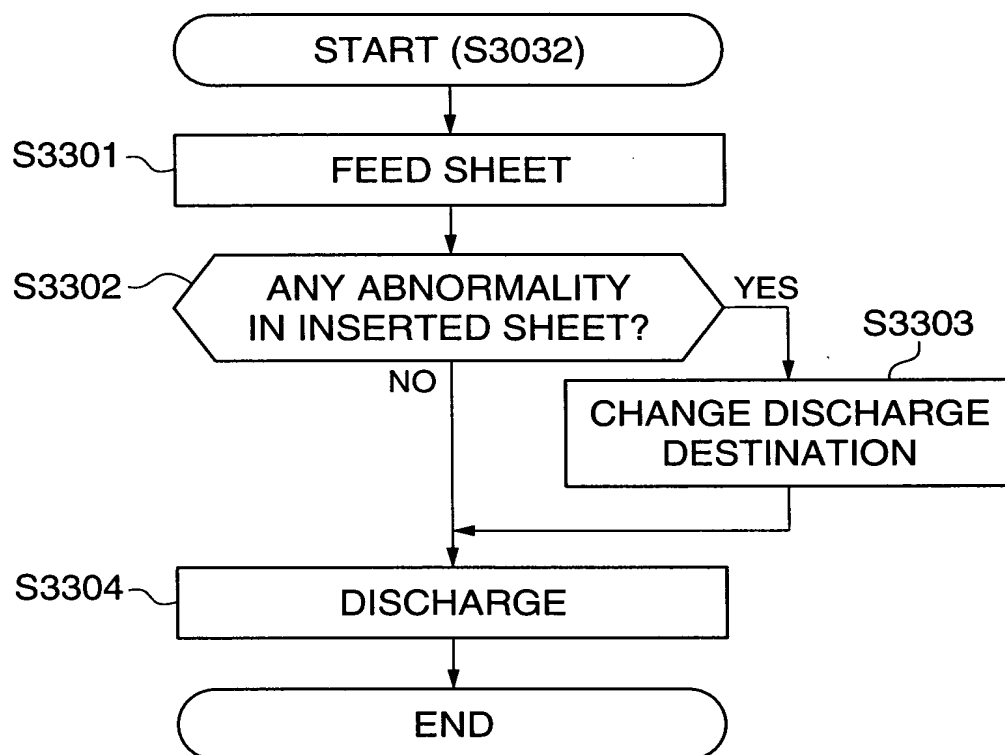 START (S3032)
S3301
FEED SHEET
S3302
ANY ABNORMALITY
IN INSERTED SHEET?
YES
NO
S3303
CHANGE DISCHARGE
DESTINATION
S3304
DISCHARGE
END